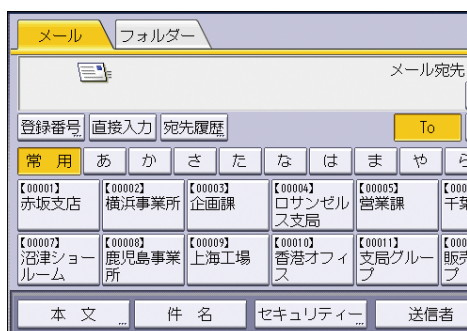 メール フォルダー
メール宛先
登録番号 直接入力 宛先履歴 To
常用 あ か さ た な は ま や ら
【00001】 【00002】 【00003】 【00004】 【00005】
赤坂支店 横浜事業所 企画課 ロサンゼルス支局 営業課 千葉
【00007】 【00008】 【00009】 【00010】 【00011】
沼津ショールーム 鹿児島事業所 上海工場 香港オフィス 支局グループ 販売
本文 件名 セキュリティー 送信者